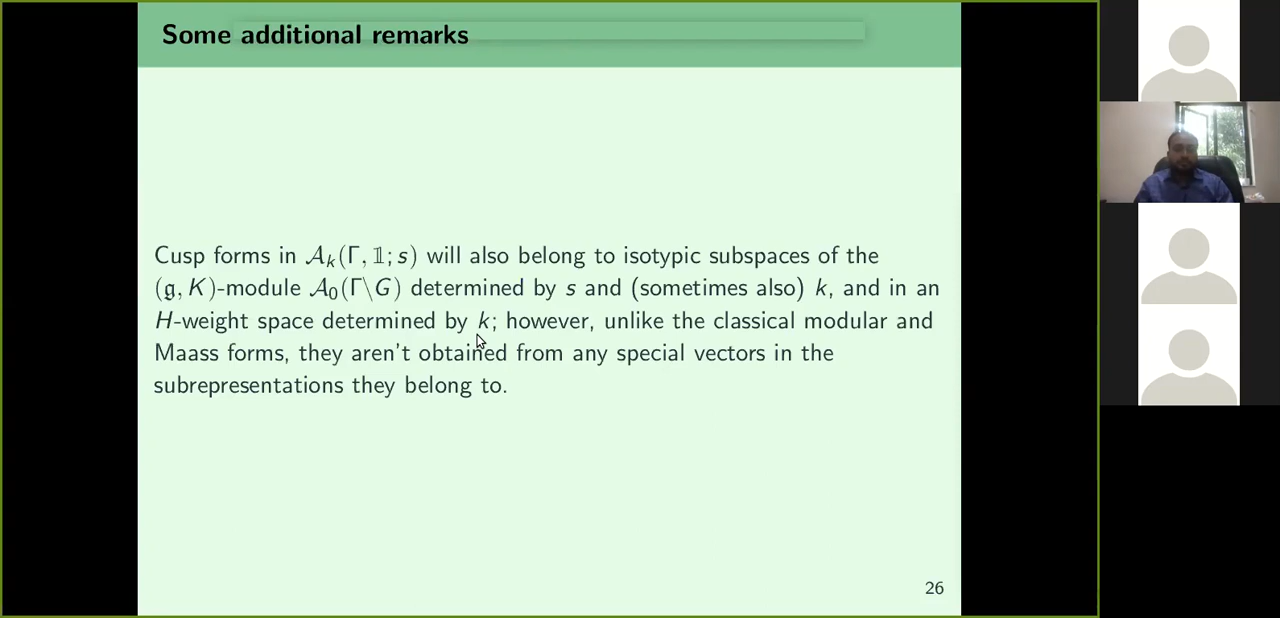 Some additional remarks
Cusp forms in 𝒜ₖ(Γ, 𝟙; s) will also belong to isotypic subspaces of the
(𝔤, K)-module 𝒜₀(Γ\G) determined by s and (sometimes also) k, and in an
H-weight space determined by k; however, unlike the classical modular and
Maass forms, they aren't obtained from any special vectors in the
subrepresentations they belong to.
26